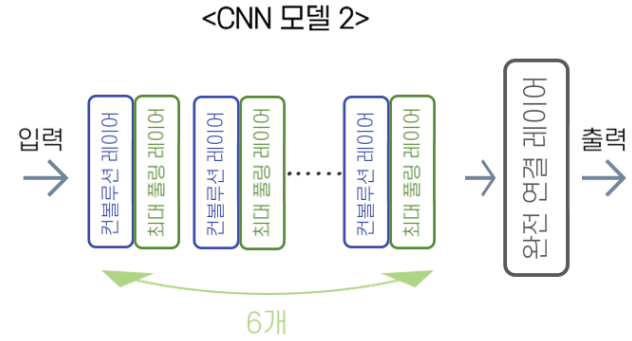 <CNN 모델 2>
입력
컨볼루션 레이어
최대 풀링 레이어
컨볼루션 레이어
최대 풀링 레이어
......
컨볼루션 레이어
최대 풀링 레이어
완전 연결 레이어
출력
6개